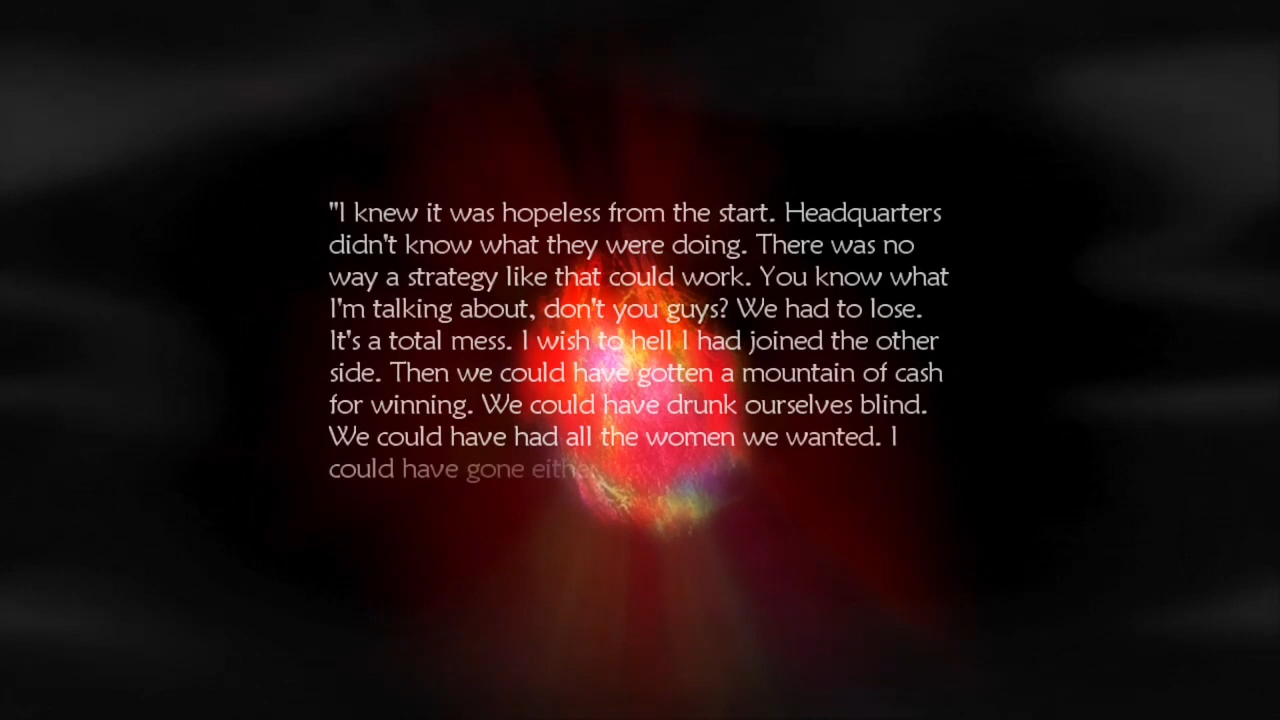 "I knew it was hopeless from the start. Headquarters
didn't know what they were doing. There was no
way a strategy like that could work. You know what
I'm talking about, don't you guys? We had to lose.
It's a total mess. I wish to hell I had joined the other
side. Then we could have gotten a mountain of cash
for winning. We could have drunk ourselves blind.
We could have had all the women we wanted. I
could have gone either